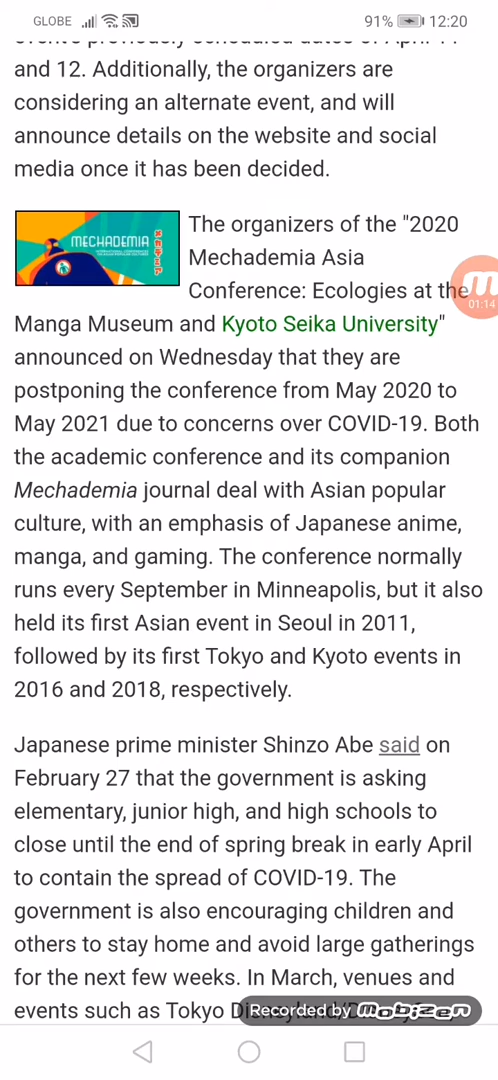 GLOBE 91% 12:20
and 12. Additionally, the organizers are
considering an alternate event, and will
announce details on the website and social
media once it has been decided.
MECHADEMIA
The organizers of the "2020
Mechademia Asia
Conference: Ecologies at the
01:14
Manga Museum and Kyoto Seika University"
announced on Wednesday that they are
postponing the conference from May 2020 to
May 2021 due to concerns over COVID-19. Both
the academic conference and its companion
Mechademia journal deal with Asian popular
culture, with an emphasis of Japanese anime,
manga, and gaming. The conference normally
runs every September in Minneapolis, but it also
held its first Asian event in Seoul in 2011,
followed by its first Tokyo and Kyoto events in
2016 and 2018, respectively.
Japanese prime minister Shinzo Abe said on
February 27 that the government is asking
elementary, junior high, and high schools to
close until the end of spring break in early April
to contain the spread of COVID-19. The
government is also encouraging children and
others to stay home and avoid large gatherings
for the next few weeks. In March, venues and
events such as Tokyo
Recorded by Mobizen